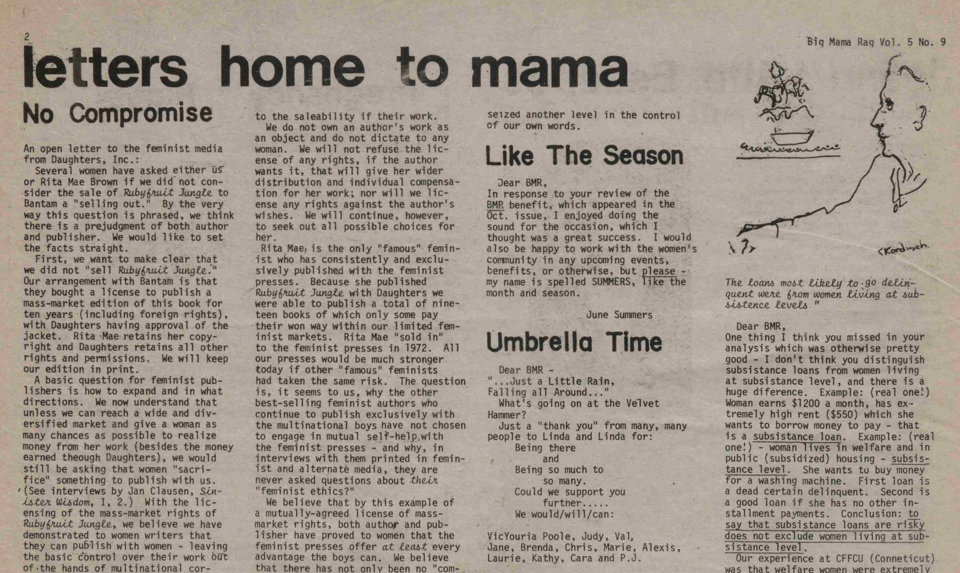 2
Big Mama Rag Vol. 5 No. 9
letters home to mama
No Compromise
An open letter to the feminist media
from Daughters, Inc.:
Several women have asked either us
or Rita Mae Brown if we did not con-
sider the sale of Rubyfruit Jungle to
Bantam a "selling out." By the very
way this question is phrased, we think
there is a prejudgment of both author
and publisher. We would like to set
the facts straight.
First, we want to make clear that
we did not "sell Rubyfruit Jungle."
Our arrangement with Bantam is that
they bought a license to publish a
mass-market edition of this book for
ten years (including foreign rights),
with Daughters having approval of the
jacket. Rita Mae retains her copy-
right and Daughters retains all other
rights and permissions. We will keep
our edition in print.
A basic question for feminist pub-
lishers is how to expand and in what
directions. We now understand that
unless we can reach a wide and div-
ersified market and give a woman as
many chances as possible to realize
money from her work (besides the money
earned theough Daughters), we would
still be asking that women "sacri-
fice" something to publish with us.
(See interviews by Jan Clausen, Sin-
ister Wisdom, I, 2.) With the lic-
ensing of the mass-market rights of
Rubyfruit Jungle, we believe we have
demonstrated to women writers that
they can publish with women - leaving
the basic control over their work out
of the hands of multinational cor-
to the saleability if their work.
We do not own an author's work as
an object and do not dictate to any
woman. We will not refuse the lic-
ense of any rights, if the author
wants it, that will give her wider
distribution and individual compensa-
tion for her work; nor will we lic-
ense any rights against the author's
wishes. We will continue, however,
to seek out all possible choices for
her.
Rita Mae is the only "famous" femin-
ist who has consistently and exclu-
sively published with the feminist
presses. Because she published
Rubyfruit Jungle with Daughters we
were able to publish a total of nine-
teen books of which only some pay
their won way within our limited fem-
inist markets. Rita Mae "sold in"
to the feminist presses in 1972. All
our presses would be much stronger
today if other "famous" feminists
had taken the same risk. The question
is, it seems to us, why the other
best-selling feminist authors who
continue to publish exclusively with
the multinational boys have not chosen
to engage in mutual self-help with
the feminist presses - and why, in
interviews with them printed in femin-
ist and alternate media, they are
never asked questions about their
"feminist ethics?"
We believe that by this example of
a mutually-agreed license of mass-
market rights, both author and pub-
lisher have proved to women that the
feminist presses offer at least every
advantage the boys can. We believe
that there has not only been no "com-
seized another level in the control
of our own words.
Like The Season
Dear BMR,
In response to your review of the
BMR benefit, which appeared in the
Oct. issue, I enjoyed doing the
sound for the occasion, which I
thought was a great success. I would
also be happy to work with the women's
community in any upcoming events,
benefits, or otherwise, but please -
my name is spelled SUMMERS, like the
month and season.
June Summers
Umbrella Time
Dear BMR -
"...Just a Little Rain,
Falling all Around..."
What's going on at the Velvet
Hammer?
Just a "thank you" from many, many
people to Linda and Linda for:
Being there
and
Being so much to
so many.
Could we support you
further.....
We would/will/can:
VicYouria Poole, Judy, Val,
Jane, Brenda, Chris, Marie, Alexis,
Laurie, Kathy, Cara and P.J.
The loans most likely to go delin-
quent were from women living at sub-
sistence levels "
Dear BMR,
One thing I think you missed in your
analysis which was otherwise pretty
good - I don't think you distinguish
subsistance loans from women living
at subsistance level, and there is a
huge diference. Example: (real one!)
Woman earns $1200 a month, has ex-
tremely high rent ($550) which she
wants to borrow money to pay - that
is a subsistance loan. Example: (real
one!) - woman lives in welfare and in
public (subsidized) housing - subsis-
tance level. She wants to buy money
for a washing machine. First loan is
a dead certain delinquent. Second is
a good loan if she has no other in-
stallment payments. Conclusion: to
say that subsistance loans are risky
does not exclude women living at sub-
sistance level.
Our experience at CFFCU (Connecticut)
was that welfare women were extremely